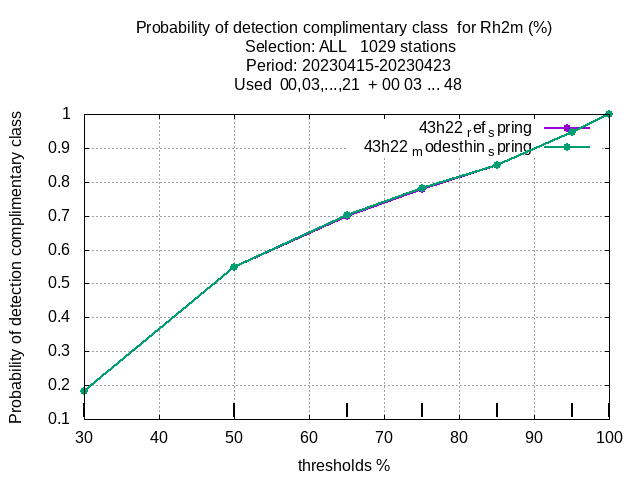 Probability of detection complimentary class  for Rh2m (%)
Selection: ALL   1029 stations
Period: 20230415-20230423
Used  00,03,...,21  + 00 03 ... 48
Probability of detection complimentary class
1
0.9
0.8
0.7
0.6
0.5
0.4
0.3
0.2
0.1
43h22 ref spring
43h22 modesthin spring
30 40 50 60 70 80 90 100
thresholds %